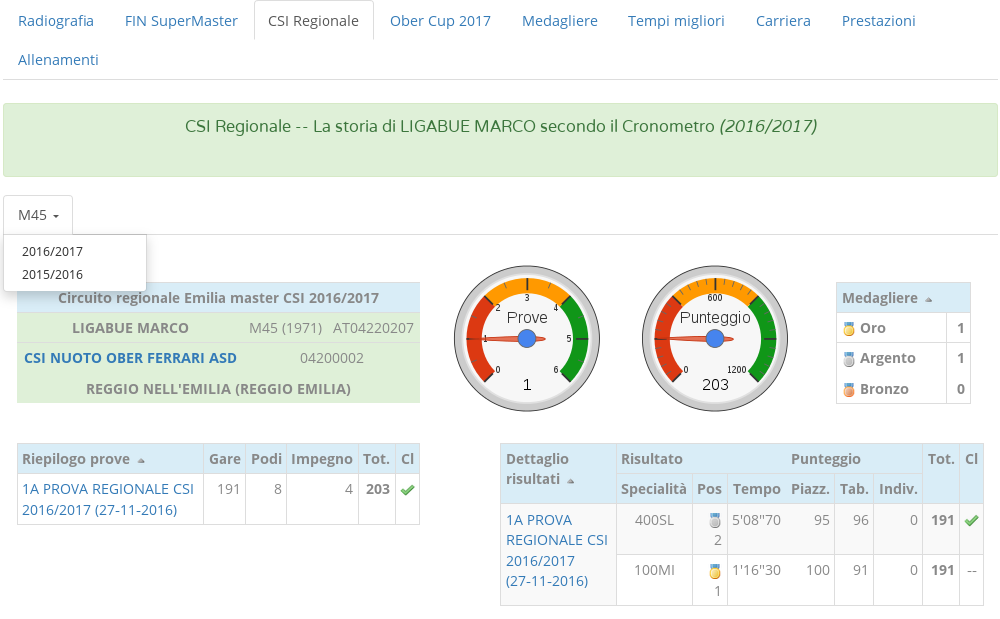 Radiografia FIN SuperMaster CSI Regionale Ober Cup 2017 Medagliere Tempi migliori Carriera Prestazioni
Allenamenti
CSI Regionale -- La storia di LIGABUE MARCO secondo il Cronometro (2016/2017)
M45
2016/2017
2015/2016
Circuito regionale Emilia master CSI 2016/2017
LIGABUE MARCO M45 (1971) AT04220207
CSI NUOTO OBER FERRARI ASD 04200002
REGGIO NELL'EMILIA (REGGIO EMILIA)
Prove
0 1 2 3 4 5 6
1
Punteggio
0 600 1200
203
Medagliere
Oro 1
Argento 1
Bronzo 0
Riepilogo prove Gare Podi Impegno Tot. Cl
1A PROVA REGIONALE CSI 191 8 4 203
2016/2017 (27-11-2016)
Dettaglio Risultato Punteggio Tot. Cl
risultati Specialità Pos Tempo Piazz. Tab. Indiv.
1A PROVA 400SL 2 5'08"70 95 96 0 191
REGIONALE CSI
2016/2017
(27-11-2016) 100MI 1 1'16"30 100 91 0 191 --